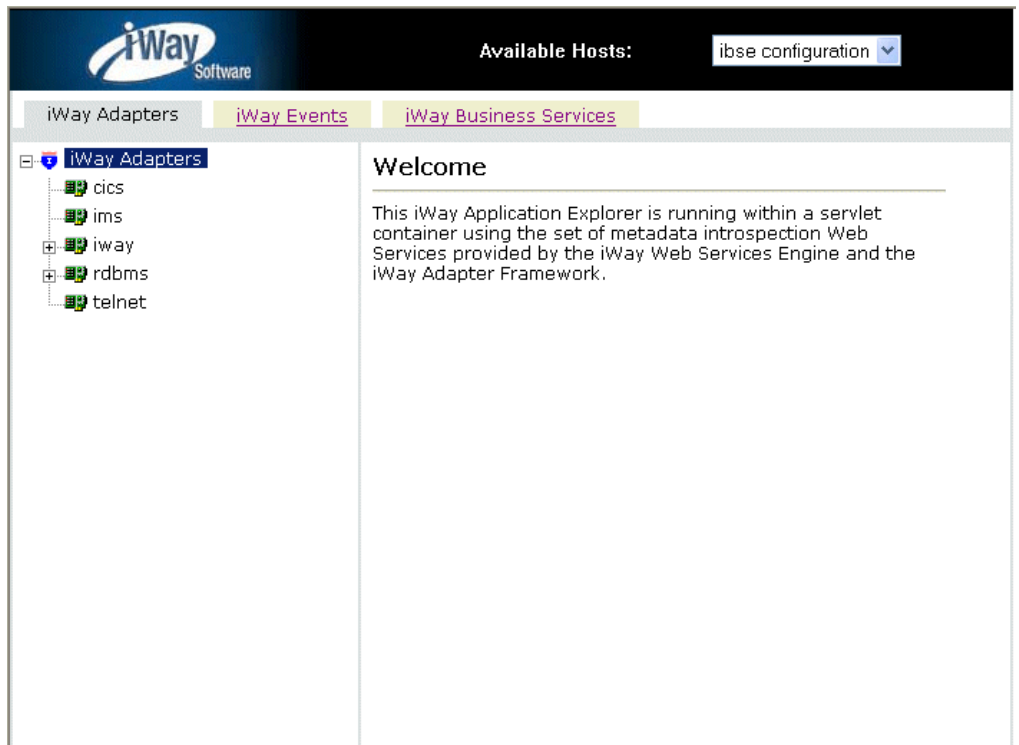 iWay
Software
Available Hosts:
ibse configuration
iWay Adapters
iWay Events
iWay Business Services
iWay Adapters
cics
ims
iway
rdbms
telnet
Welcome
This iWay Application Explorer is running within a servlet
container using the set of metadata introspection Web
Services provided by the iWay Web Services Engine and the
iWay Adapter Framework.